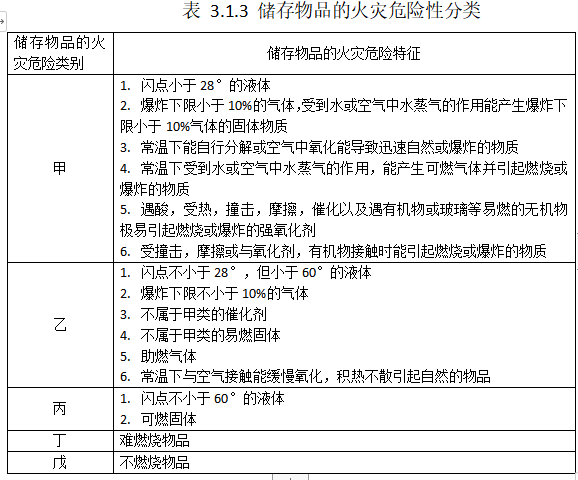 表 3.1.3 储存物品的火灾危险性分类
储存物品的火
灾危险类别
储存物品的火灾危险特征
甲
1. 闪点小于 28°的液体
2. 爆炸下限小于 10%的气体,受到水或空气中水蒸气的作用能产生爆炸下
限小于 10%气体的固体物质
3. 常温下能自行分解或空气中氧化能导致迅速自然或爆炸的物质
4. 常温下受到水或空气中水蒸气的作用，能产生可燃气体并引起燃烧或
爆炸的物质
5. 遇酸，受热，撞击，摩擦，催化以及遇有机物或玻璃等易燃的无机物
极易引起燃烧或爆炸的强氧化剂
6. 受撞击，摩擦或与氧化剂，有机物接触时能引起燃烧或爆炸的物质
乙
1. 闪点不小于 28°，但小于 60°的液体
2. 爆炸下限不小于 10%的气体
3. 不属于甲类的催化剂
4. 不属于甲类的易燃固体
5. 助燃气体
6. 常温下与空气接触能缓慢氧化，积热不散引起自然的物品
丙
1. 闪点不小于 60°的液体
2. 可燃固体
丁
难燃烧物品
戊
不燃烧物品